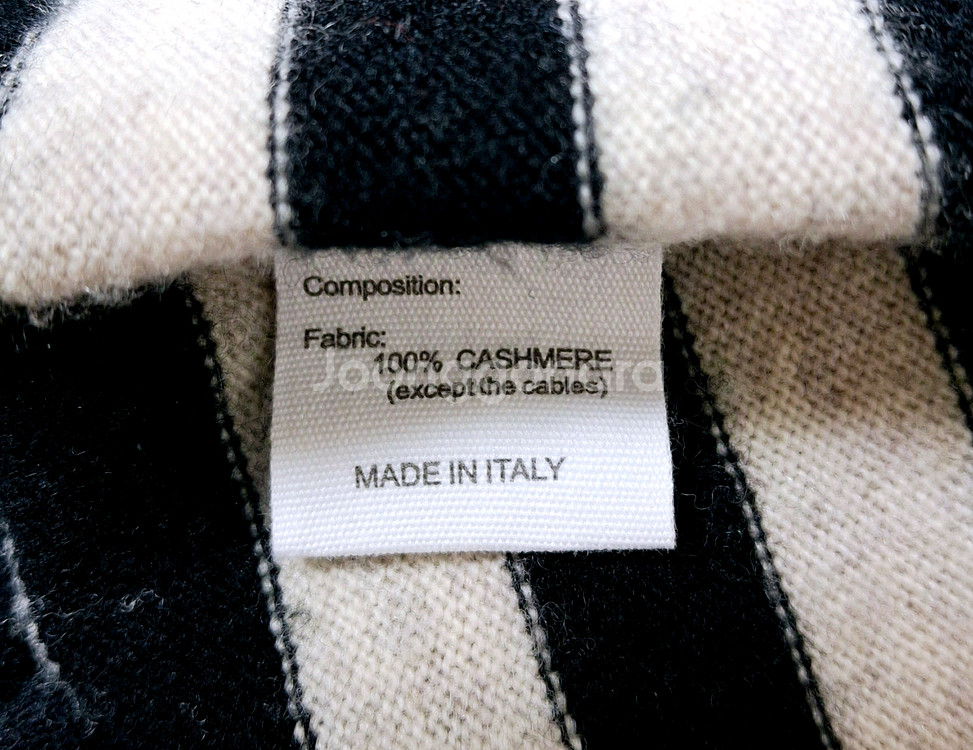 Composition:
Fabric:
100% CASHMERE
(except the cables)
MADE IN ITALY